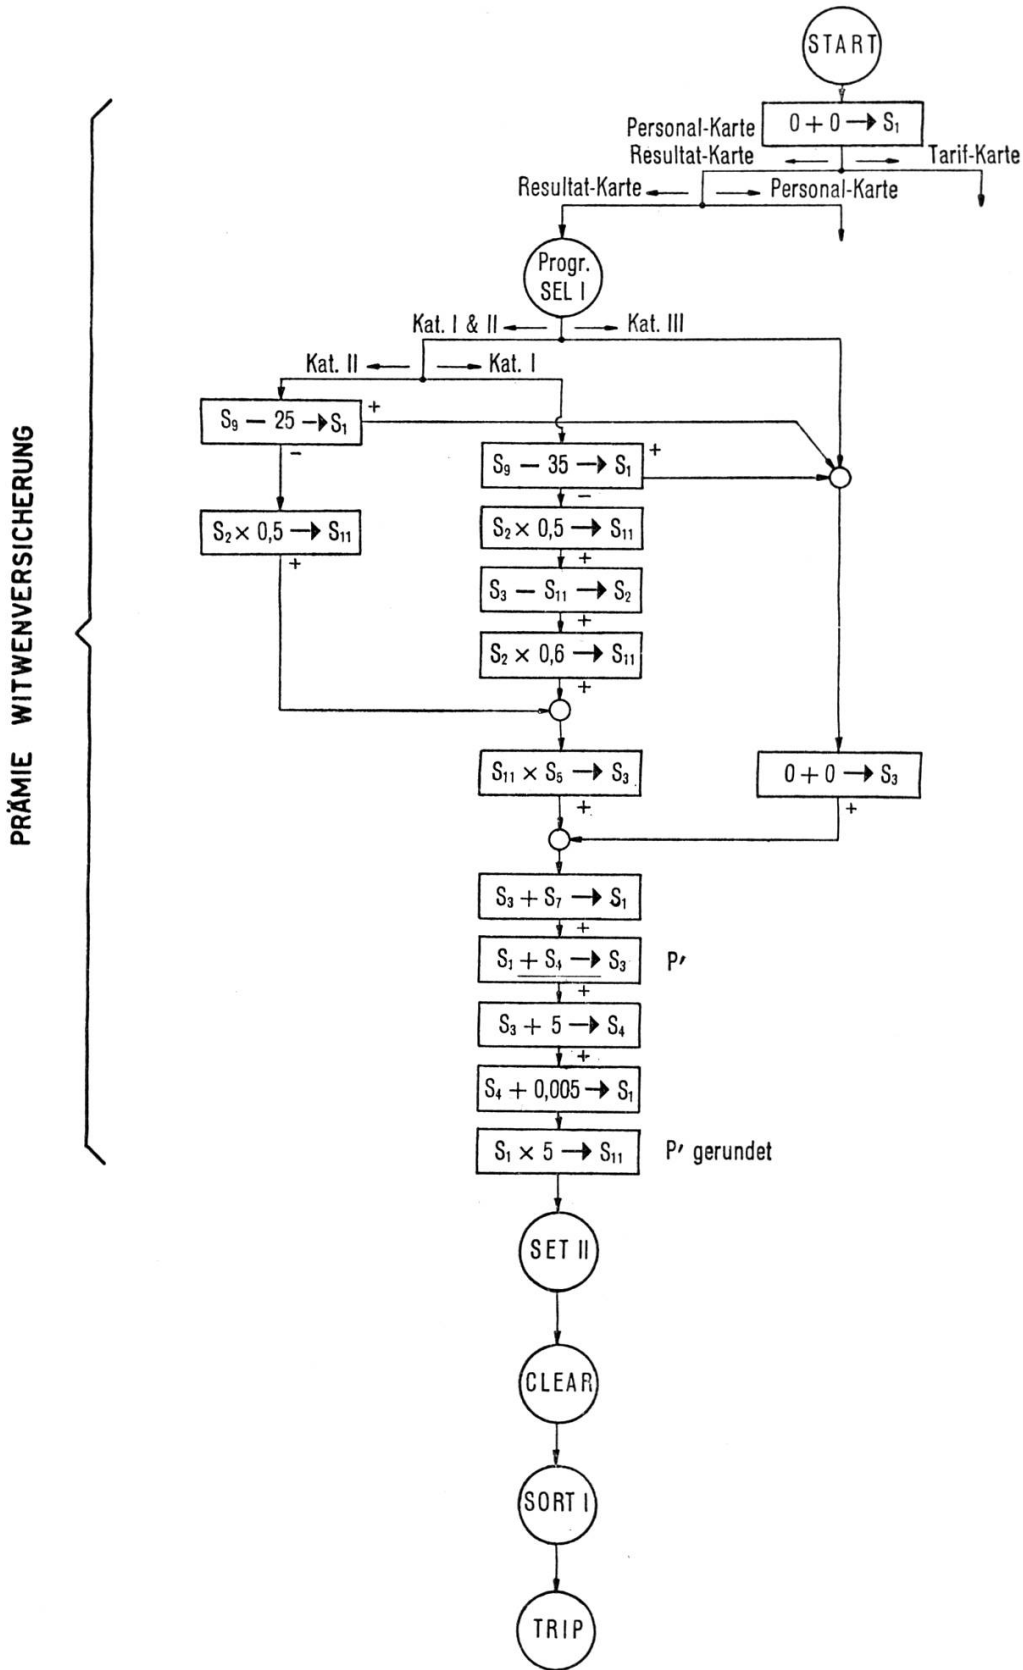 START
0 + 0 → S₁
Personal-Karte
Resultat-Karte ← → Tarif-Karte
Resultat-Karte ← → Personal-Karte
Progr.
SEL I
Kat. I & II ← → Kat. III
Kat. II ← → Kat. I
S₉ − 25 → S₁
+
−
S₉ − 35 → S₁
+
−
S₂ × 0,5 → S₁₁
+
S₂ × 0,5 → S₁₁
+
S₃ − S₁₁ → S₂
+
S₂ × 0,6 → S₁₁
+
S₁₁ × S₅ → S₃
+
0 + 0 → S₃
+
S₃ + S₇ → S₁
+
S₁ + S₄ → S₃ P′
+
S₃ + 5 → S₄
+
S₄ + 0,005 → S₁
S₁ × 5 → S₁₁ P′ gerundet
SET II
CLEAR
SORT I
TRIP
PRÄMIE WITWENVERSICHERUNG